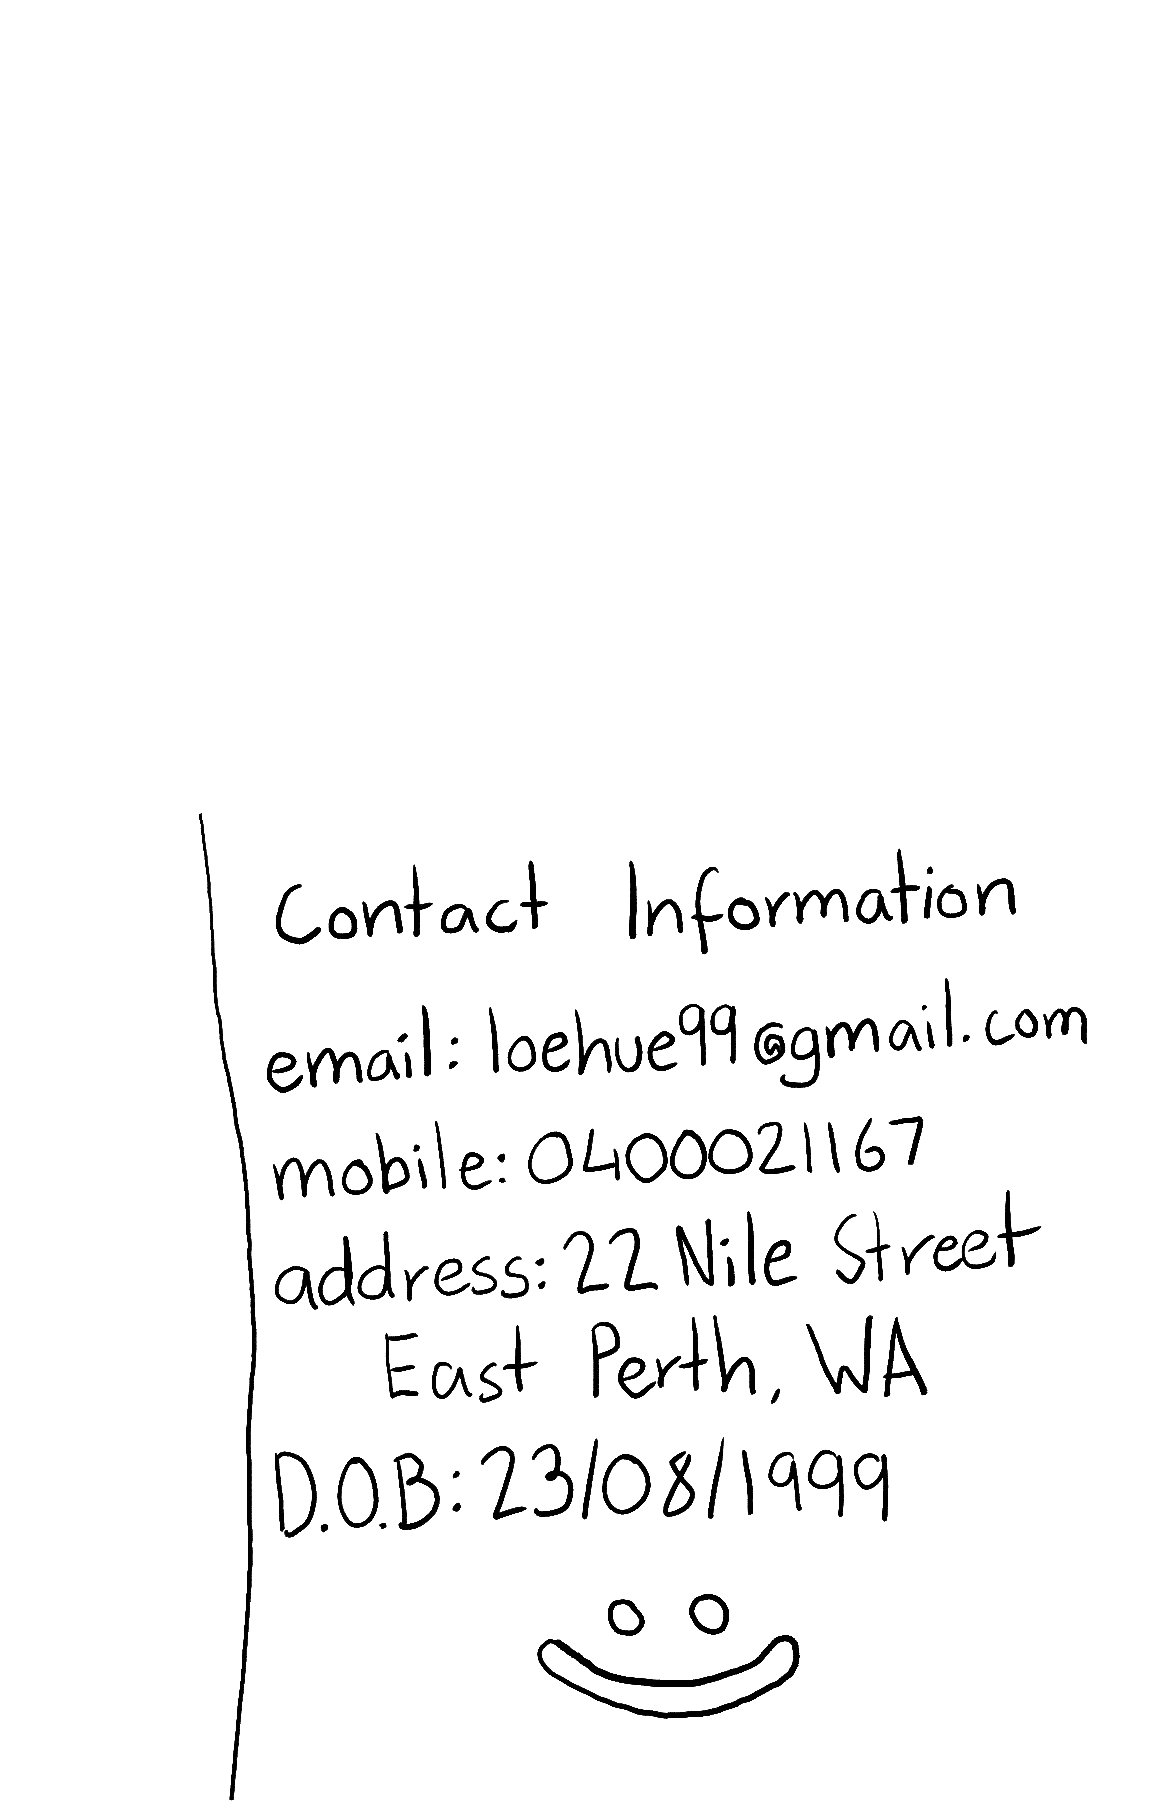 Contact Information
email: loehue99@gmail.com
mobile: 0400021167
address: 22 Nile Street
East Perth, WA
D.O.B: 23/08/1999